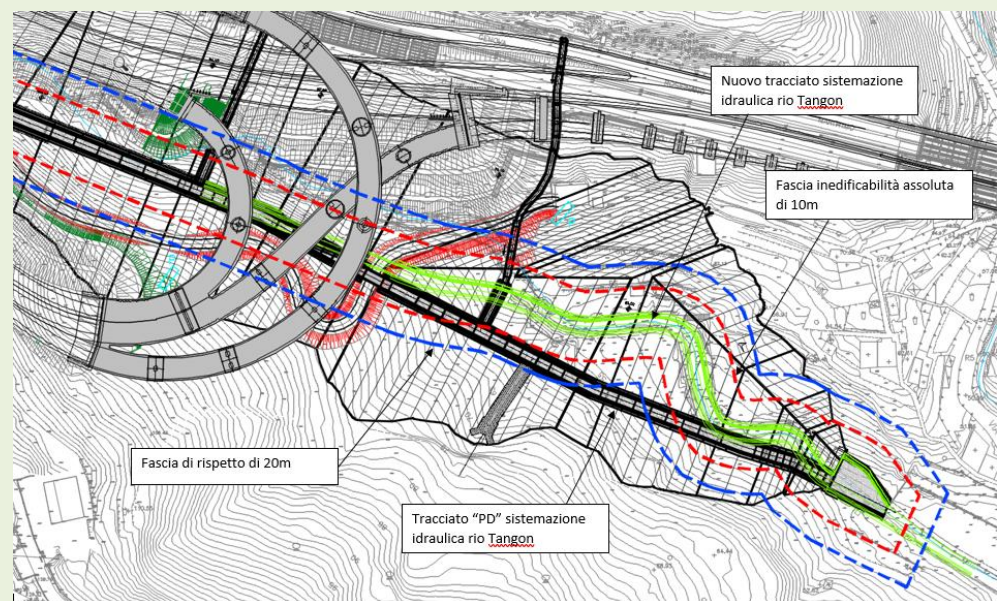 Nuovo tracciato sistemazione
idraulica rio Tangon
Fascia inedificabilità assoluta
di 10m
Fascia di rispetto di 20m
Tracciato “PD” sistemazione
idraulica rio Tangon